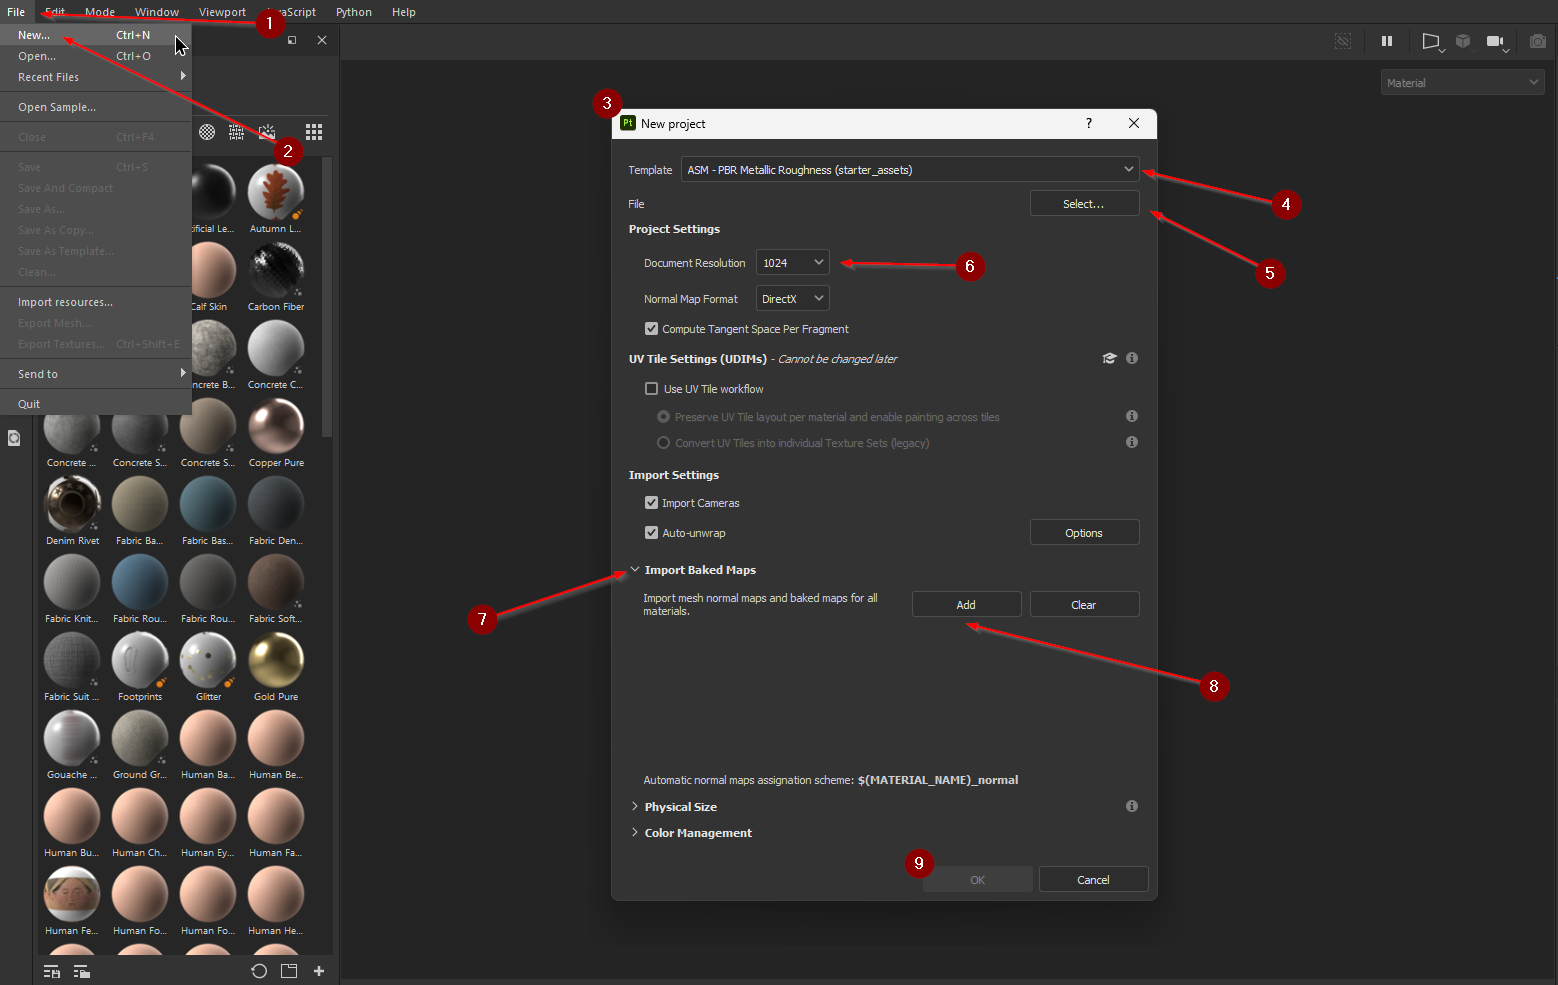 File Edit Mode Window Viewport JavaScript Python Help
1
New... Ctrl+N
Open... Ctrl+O
Recent Files
Open Sample...
Close Ctrl+F4
Save Ctrl+S
Save And Compact
Save As...
Save As Copy...
Save As Template...
Clean...
Import resources...
Export Mesh...
Export Textures... Ctrl+Shift+E
Send to
Quit
2
ificial Le... Autumn L...
Calf Skin Carbon Fiber
ncrete B... Concrete C...
Concrete ... Concrete S... Concrete S... Copper Pure
Denim Rivet Fabric Ba... Fabric Bas... Fabric Den...
Fabric Knit... Fabric Rou... Fabric Rou... Fabric Soft...
Fabric Suit ... Footprints Glitter Gold Pure
Gouache ... Ground Gr... Human Ba... Human Be...
Human Bu... Human Ch... Human Ey... Human Fa...
Human Fe... Human Fo... Human Fo... Human He...
Material
3
Pt New project ?
Template ASM - PBR Metallic Roughness (starter_assets)
4
File Select...
5
Project Settings
Document Resolution 1024
6
Normal Map Format DirectX
Compute Tangent Space Per Fragment
UV Tile Settings (UDIMs) - Cannot be changed later
Use UV Tile workflow
Preserve UV Tile layout per material and enable painting across tiles
Convert UV Tiles into individual Texture Sets (legacy)
Import Settings
Import Cameras
Auto-unwrap Options
7
Import Baked Maps
Import mesh normal maps and baked maps for all
materials.
Add Clear
8
Automatic normal maps assignation scheme: $(MATERIAL_NAME)_normal
Physical Size
Color Management
9
OK Cancel